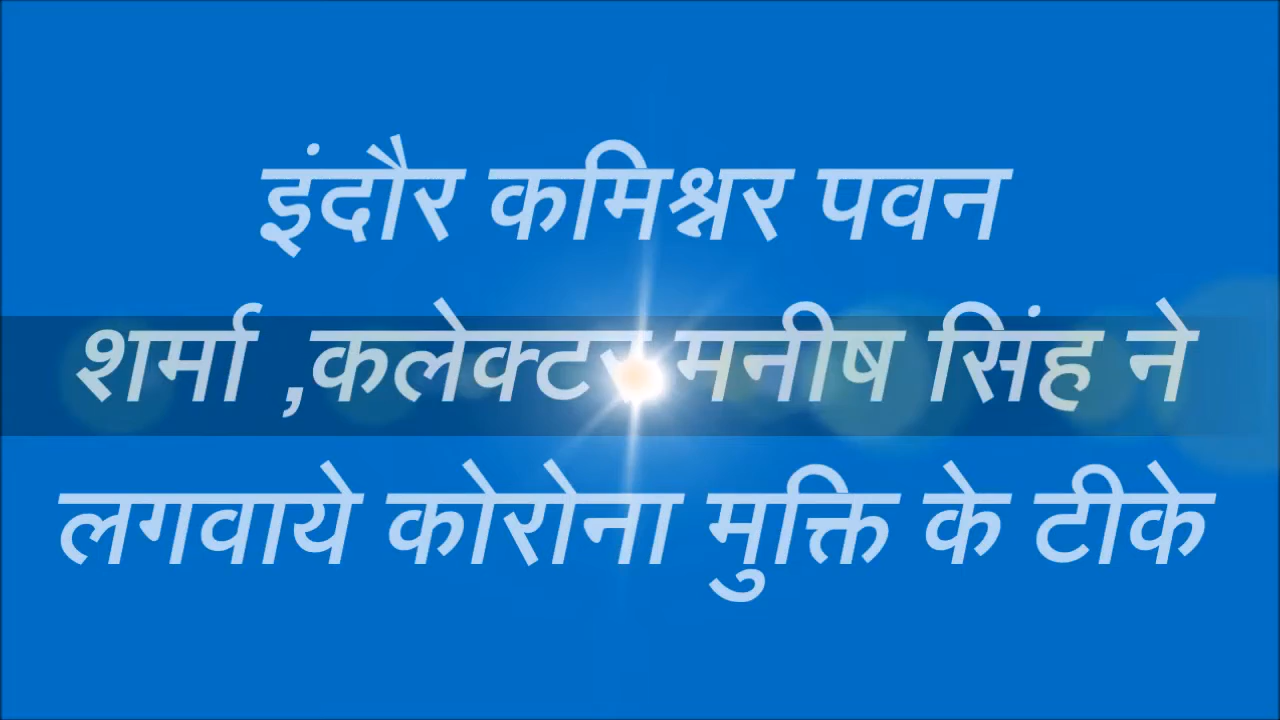 इंदौर कमिश्नर पवन
शर्मा ,कलेक्टर मनीष सिंह ने
लगवाये कोरोना मुक्ति के टीके